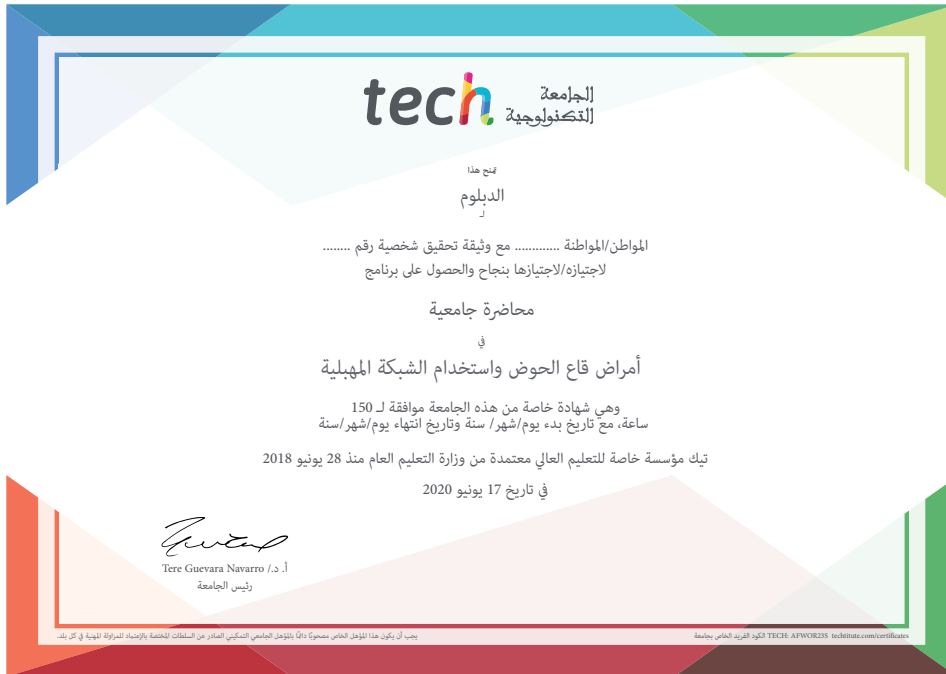 tech الجامعة
التكنولوجية
تمنح هذا
الدبلوم
لـ
المواطن/المواطنة ............. مع وثيقة تحقيق شخصية رقم ........
لاجتيازه/لاجتيازها بنجاح والحصول على برنامج
محاضرة جامعية
في
أمراض قاع الحوض واستخدام الشبكة المهبلية
وهي شهادة خاصة من هذه الجامعة موافقة لـ 150
ساعة، مع تاريخ بدء يوم/شهر/ سنة وتاريخ انتهاء يوم/شهر/سنة
تيك مؤسسة خاصة للتعليم العالي معتمدة من وزارة التعليم العام منذ 28 يونيو 2018
في تاريخ 17 يونيو 2020
أ. د./ Tere Guevara Navarro
رئيس الجامعة
يجب أن يكون هذا المؤهل الخاص مصحوبًا دائمًا بالمؤهل الجامعي التمكيني الصادر عن السلطات المختصة بالإعتماد للمزاولة المهنية في كل بلد.
الكود الفريد الخاص بجامعة TECH: AFWOR23S techtitute.com/certificates